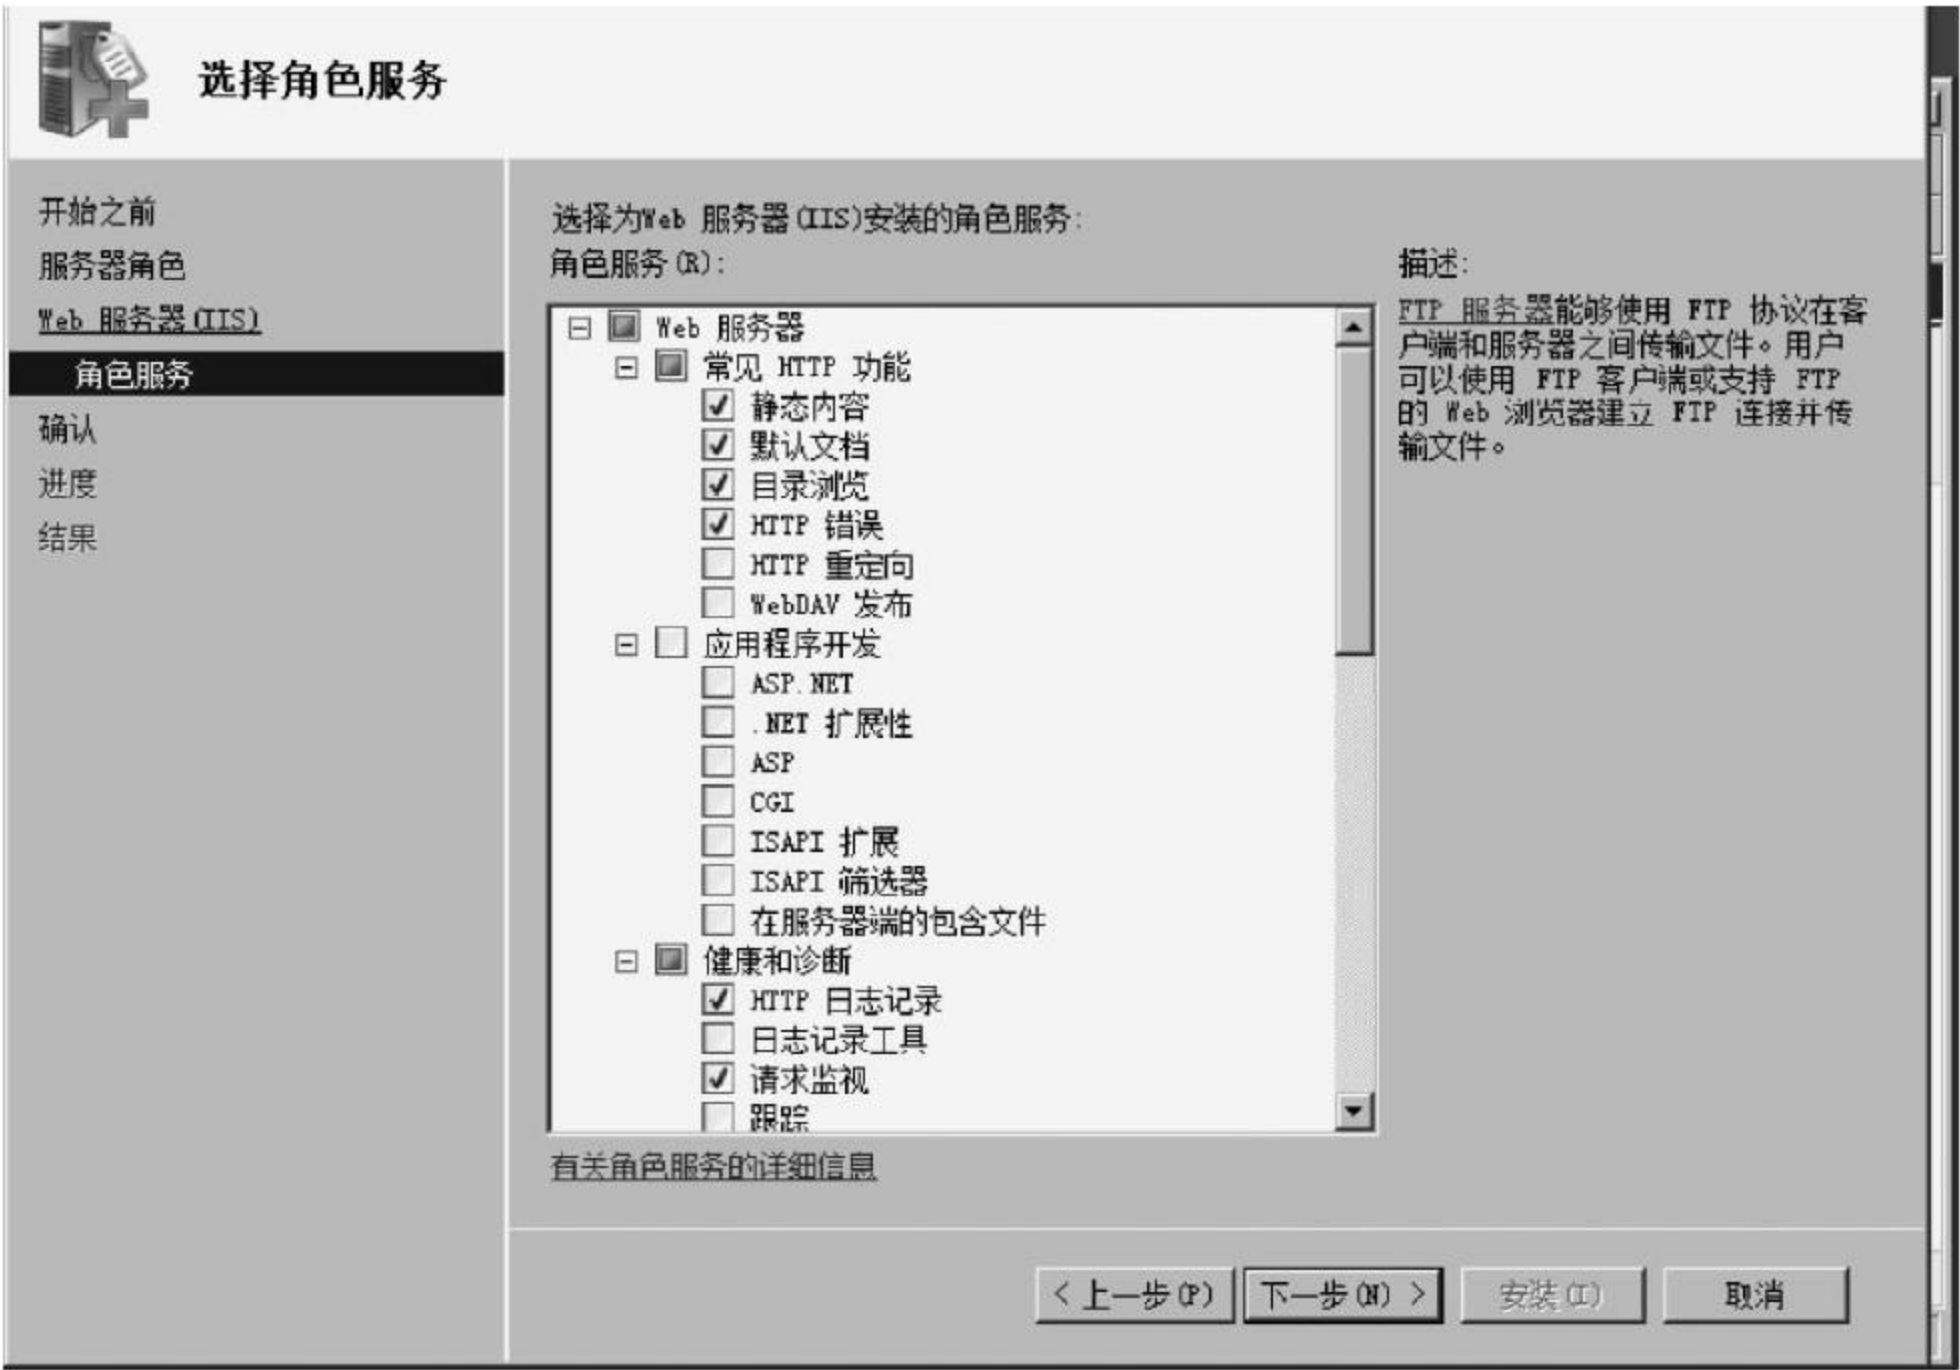 选择角色服务
开始之前
服务器角色
Web 服务器(IIS)
角色服务
确认
进度
结果
选择为Web 服务器(IIS)安装的角色服务:
角色服务(R):
Web 服务器
常见 HTTP 功能
静态内容
默认文档
目录浏览
HTTP 错误
HTTP 重定向
WebDAV 发布
应用程序开发
ASP.NET
.NET 扩展性
ASP
CGI
ISAPI 扩展
ISAPI 筛选器
在服务器端的包含文件
健康和诊断
HTTP 日志记录
日志记录工具
请求监视
跟踪
有关角色服务的详细信息
描述:
FTP 服务器能够使用 FTP 协议在客
户端和服务器之间传输文件。用户
可以使用 FTP 客户端或支持 FTP
的 Web 浏览器建立 FTP 连接并传
输文件。
< 上一步(P)
下一步(N) >
安装(I)
取消